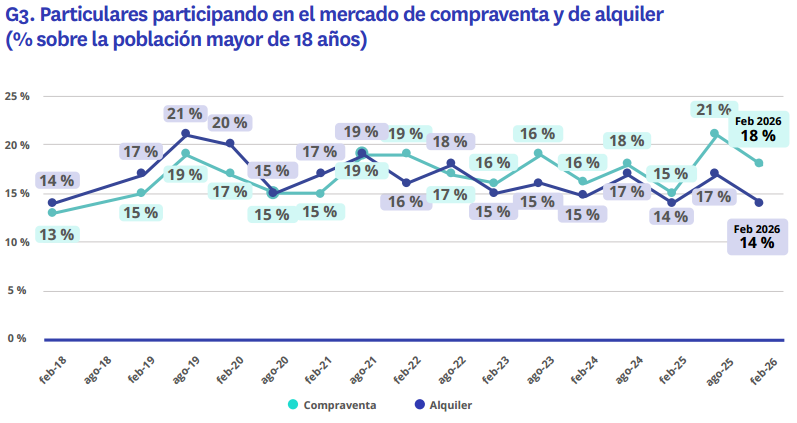 G3. Particulares participando en el mercado de compraventa y de alquiler
(% sobre la población mayor de 18 años)
25 %
20 %
15 %
10 %
5 %
0 %
14 %
17 %
21 %
20 %
15 %
17 %
19 %
19 %
18 %
16 %
16 %
16 %
18 %
15 %
21 %
Feb 2026
18 %
13 %
15 %
19 %
17 %
15 %
15 %
19 %
16 %
17 %
15 %
15 %
15 %
17 %
14 %
17 %
Feb 2026
14 %
feb-18
ago-18
feb-19
ago-19
feb-20
ago-20
feb-21
ago-21
feb-22
ago-22
feb-23
ago-23
feb-24
ago-24
feb-25
ago-25
feb-26
Compraventa
Alquiler